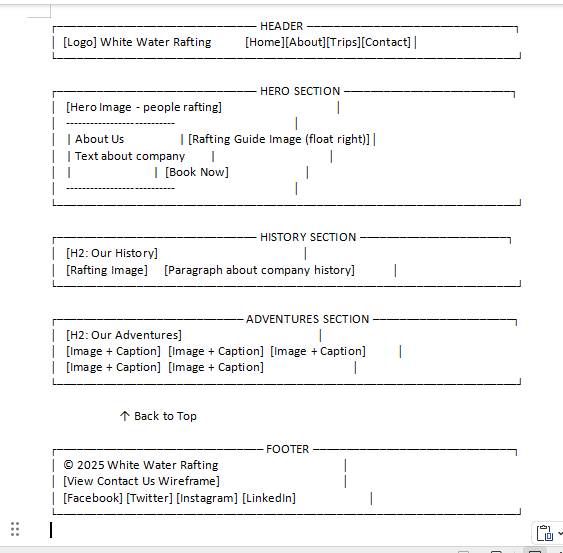 HEADER
[Logo] White Water Rafting [Home][About][Trips][Contact]
HERO SECTION
[Hero Image - people rafting]
---------------------------
About Us | [Rafting Guide Image (float right)]
Text about company
[Book Now]
---------------------------
HISTORY SECTION
[H2: Our History]
[Rafting Image] [Paragraph about company history]
ADVENTURES SECTION
[H2: Our Adventures]
[Image + Caption] [Image + Caption] [Image + Caption]
[Image + Caption] [Image + Caption]
↑ Back to Top
FOOTER
© 2025 White Water Rafting
[View Contact Us Wireframe]
[Facebook] [Twitter] [Instagram] [LinkedIn]